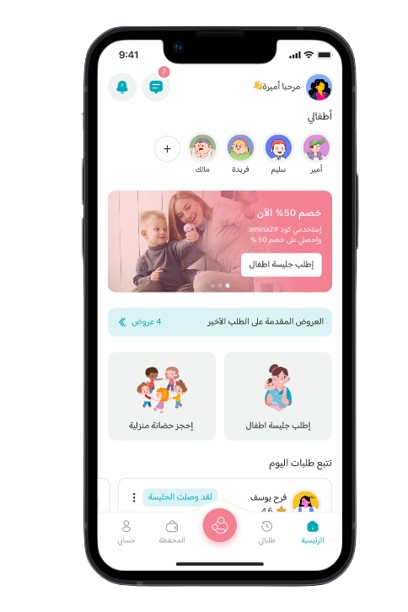 9:41
مرحبا أميرة
2
أطفالي
أمير
سليم
فريدة
مالك
+
خصم 50% الآن
إستخدمي كود #amina2
وإحصلي على خصم 50 %
إطلب جليسة اطفال
العروض المقدمة على الطلب الأخير
4 عروض
إطلب جليسة اطفال
إحجز حضانة منزلية
تتبع طلبات اليوم
فرح يوسف
لقد وصلت الجليسة
4.6
الرئيسية
طلباتي
المحفظة
حسابي